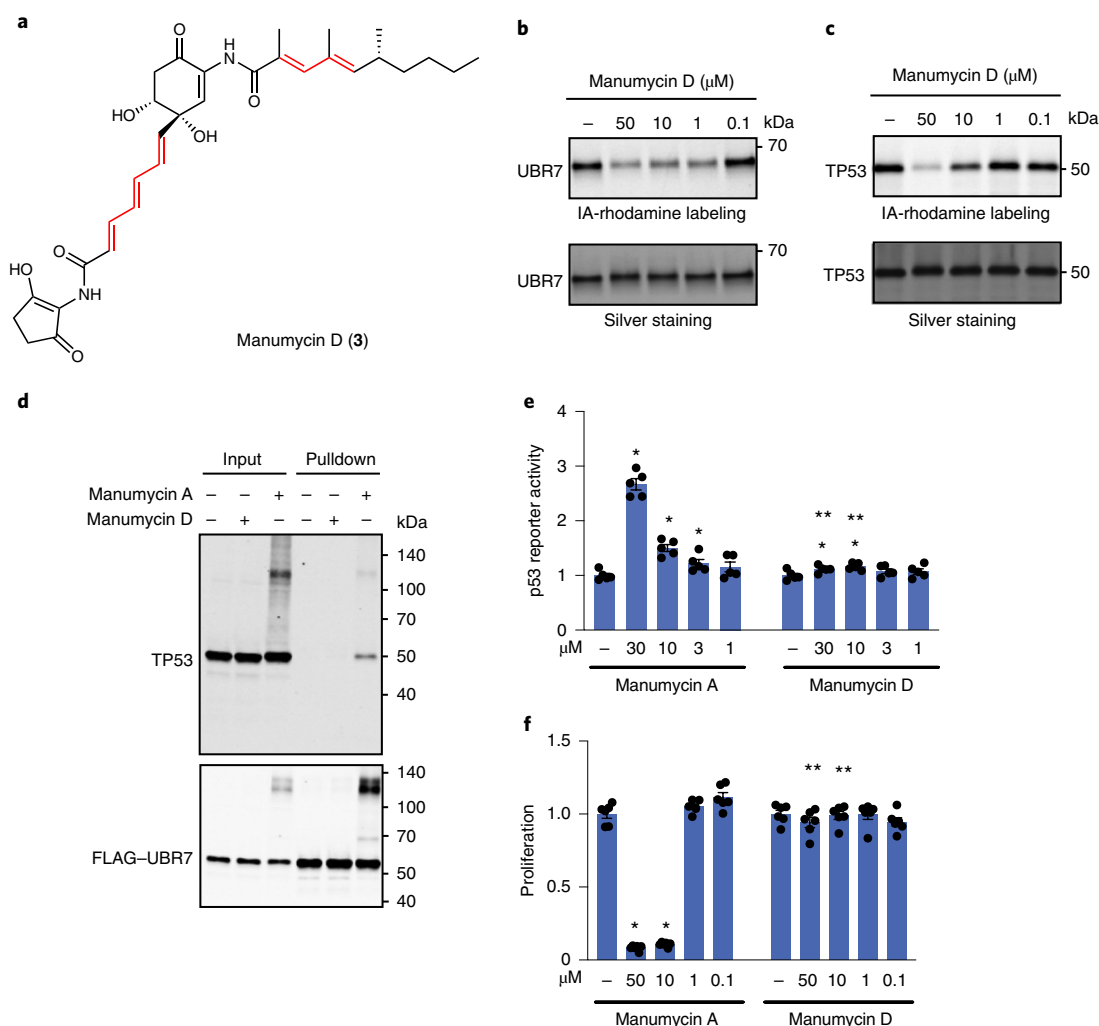 a
O
H
N
O
HO
OH
O
HO
NH
O
Manumycin D (3)
b
Manumycin D (μM)
– 50 10 1 0.1 kDa
70
UBR7
IA-rhodamine labeling
70
UBR7
Silver staining
c
Manumycin D (μM)
– 50 10 1 0.1 kDa
TP53
50
IA-rhodamine labeling
TP53
50
Silver staining
d
Input Pulldown
Manumycin A – – + – – +
Manumycin D – + – – + – kDa
140
100
70
TP53
50
40
140
100
70
FLAG–UBR7
50
40
e
p53 reporter activity
4
3
2
1
0
*
*
*
**
*
**
*
μM – 30 10 3 1 – 30 10 3 1
Manumycin A Manumycin D
f
Proliferation
1.5
1.0
0.5
0
*
*
**
**
μM – 50 10 1 0.1 – 50 10 1 0.1
Manumycin A Manumycin D